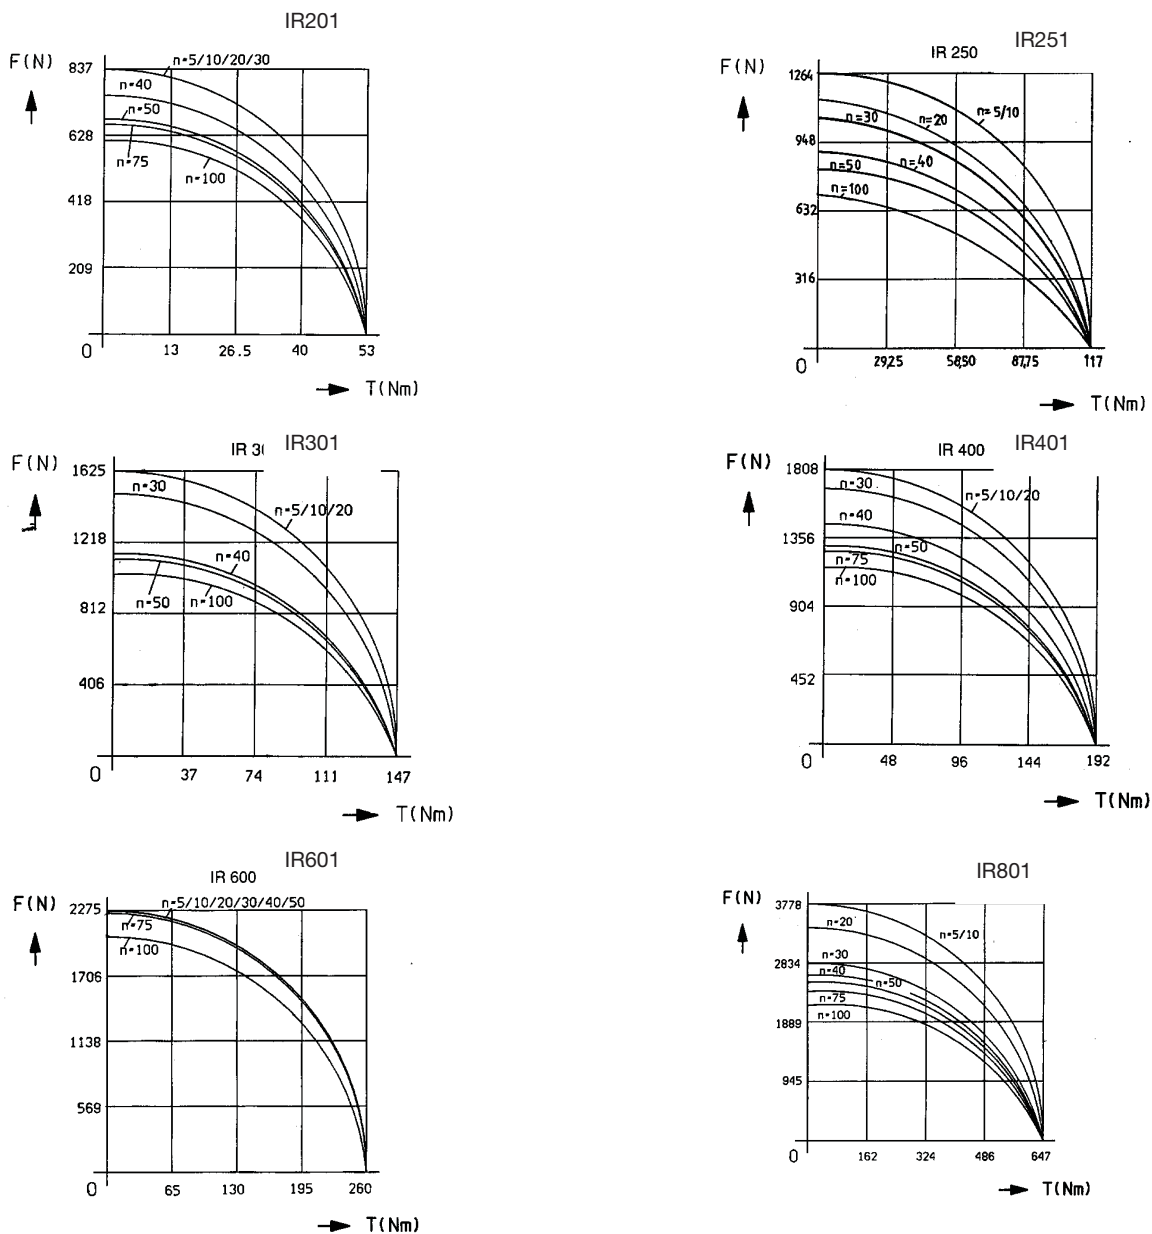 IR201
F(N)
837
n=5/10/20/30
n=40
n=50
628
n=75
n=100
418
209
0
13
26.5
40
53
T(Nm)
IR251
IR 250
F(N)
1264
n=5/10
n=20
n=30
948
n=40
n=50
n=100
632
316
0
29,25
58,50
87,75
117
T(Nm)
IR301
F(N)
1625
n=30
n=5/10/20
1218
n=40
n=50
n=100
812
406
0
37
74
111
147
T(Nm)
IR401
IR 400
F(N)
1808
n=30
n=5/10/20
n=40
1356
n=50
n=75
n=100
904
452
0
48
96
144
192
T(Nm)
IR601
IR 600
F(N)
2275
n=5/10/20/30/40/50
n=75
n=100
1706
1138
569
0
65
130
195
260
T(Nm)
IR801
F(N)
3778
n=20
n=5/10
n=30
2834
n=40
n=50
n=75
n=100
1889
945
0
162
324
486
647
T(Nm)